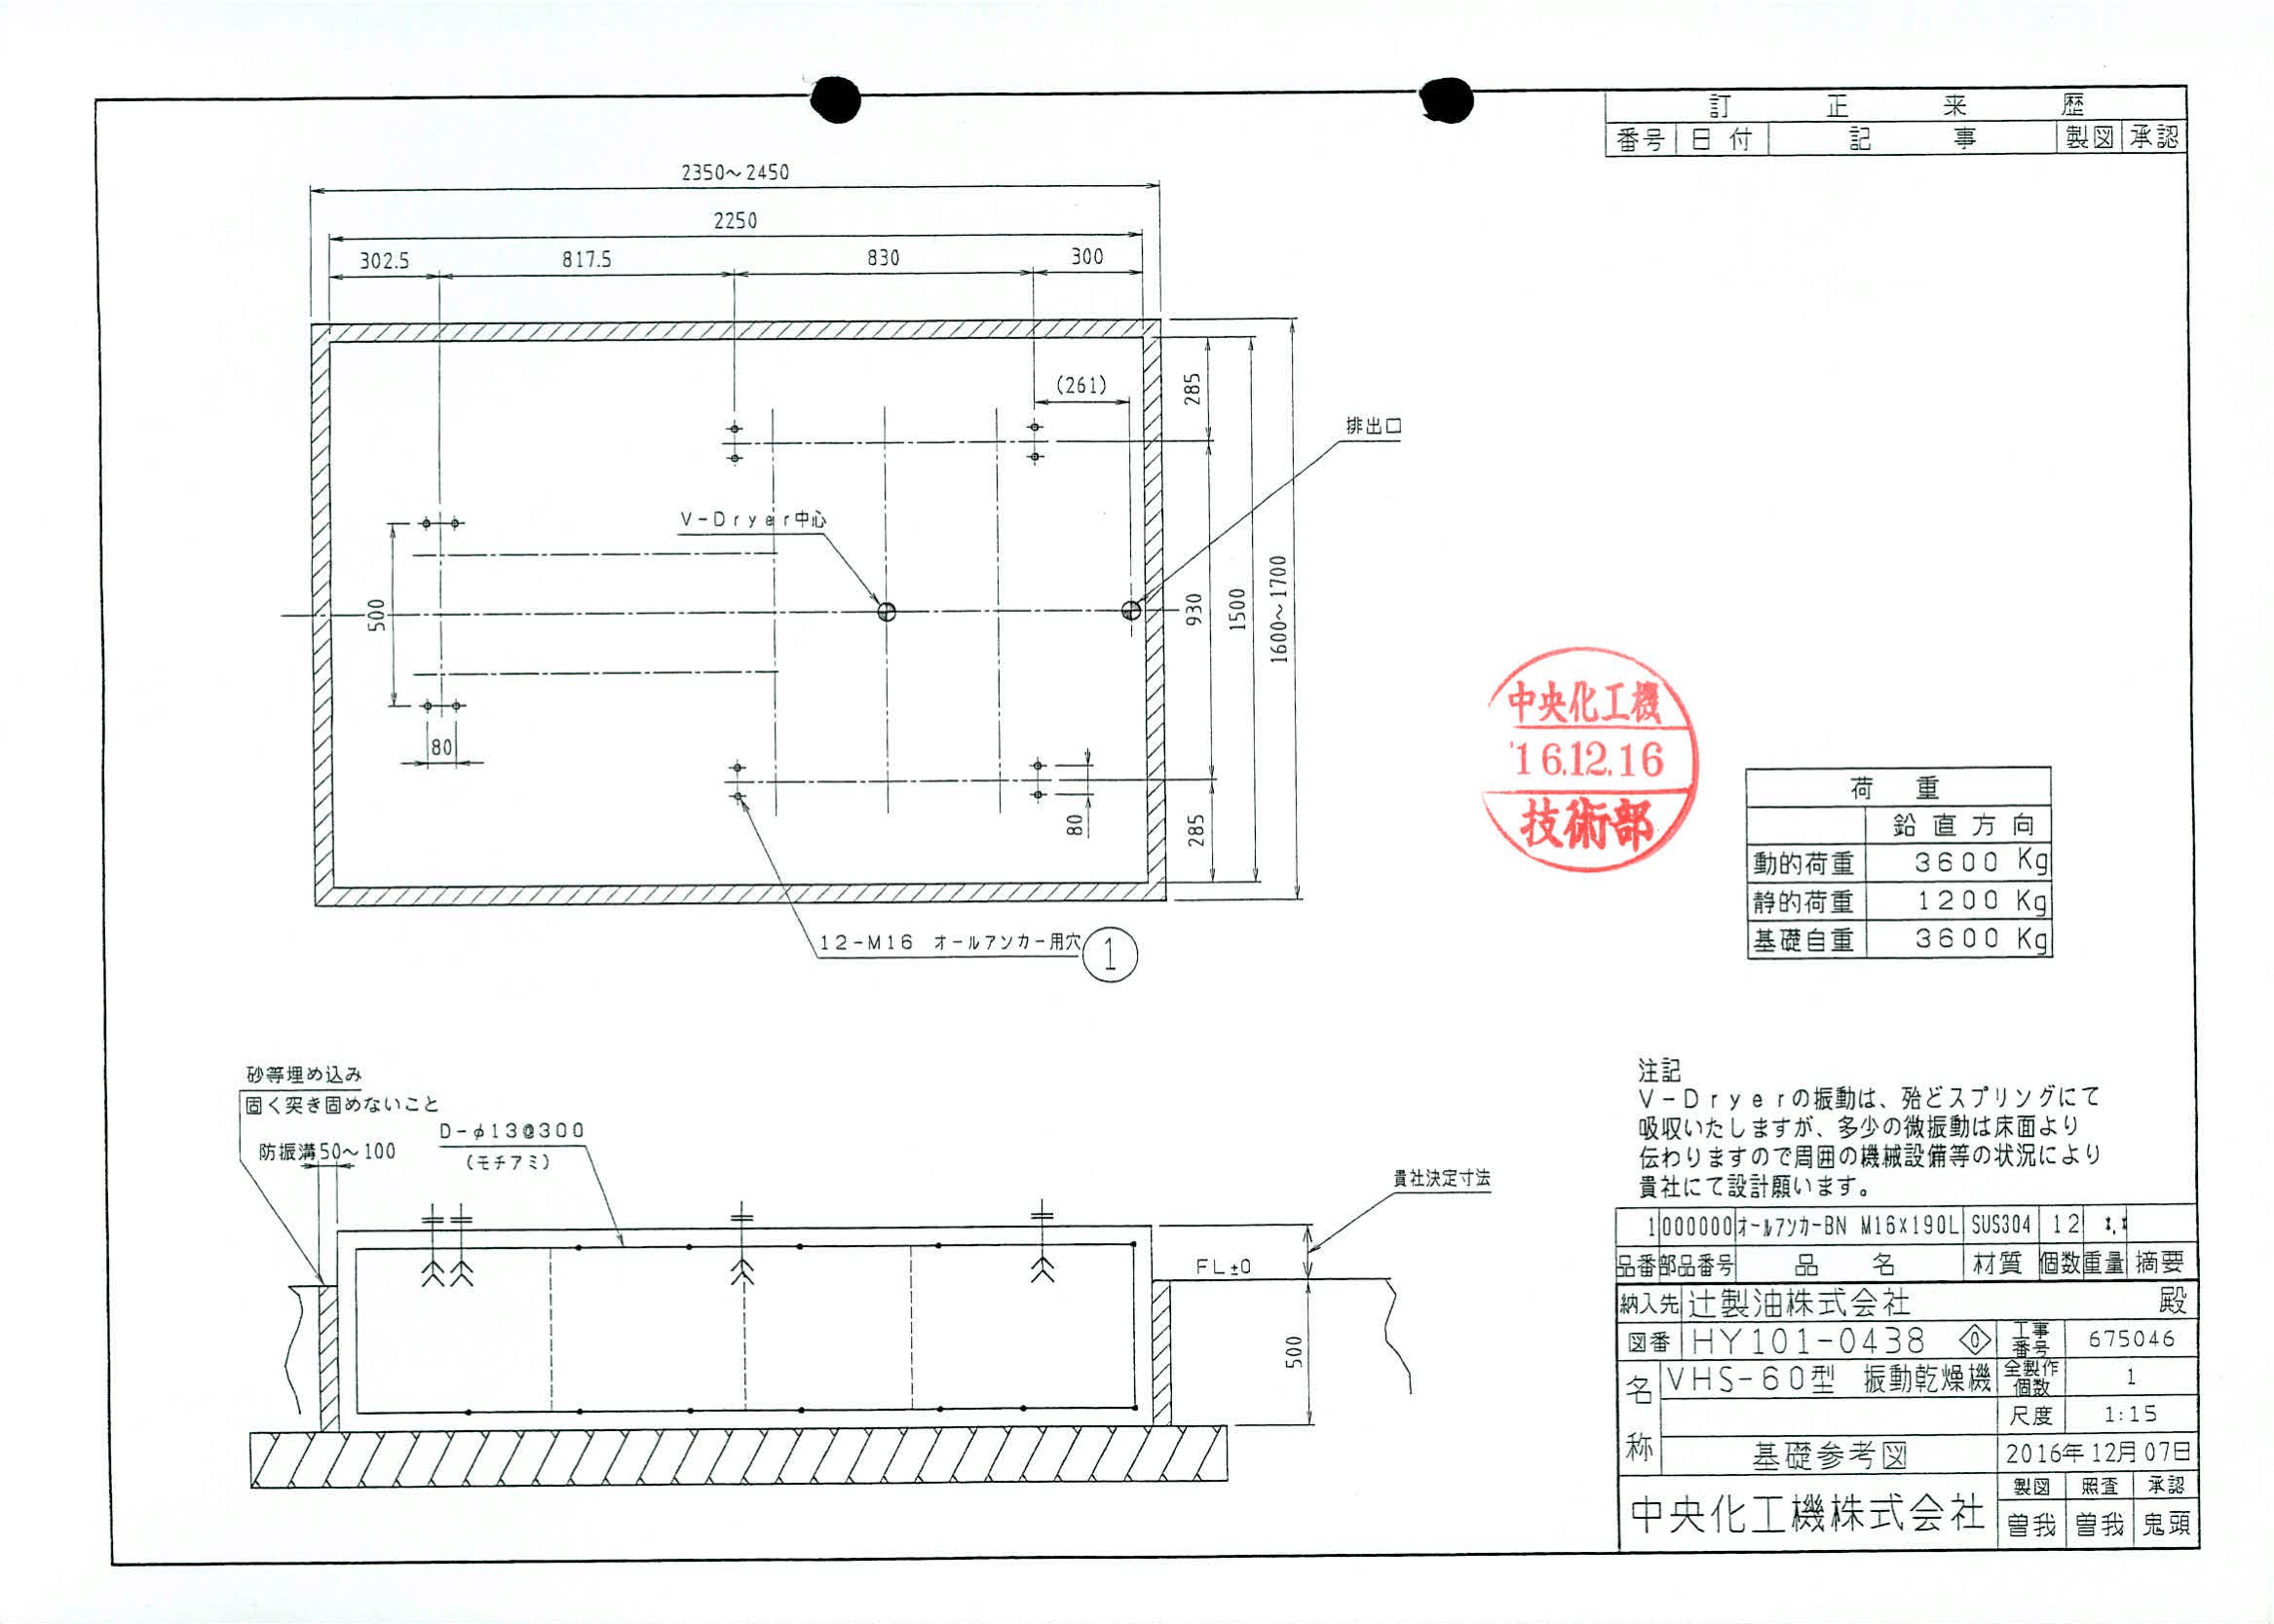 訂正来歴
番号 日付 記事 製図 承認
2350～2450
2250
302.5 817.5 830 300
(261)
285
排出口
V-Dryer中心
500
930
1500
1600～1700
80
80
285
12-M16 オールアンカー用穴 1
中央化工機
'16.12.16
技術部
荷重
鉛直方向
動的荷重 3600 Kg
静的荷重 1200 Kg
基礎自重 3600 Kg
砂等埋め込み
固く突き固めないこと
防振溝50～100
D-φ13@300
(モチアミ)
貴社決定寸法
FL±0
500
注記
V-Dryerの振動は、殆どスプリングにて
吸収いたしますが、多少の微振動は床面より
伝わりますので周囲の機械設備等の状況により
貴社にて設計願います。
1 000000 オールアンカーBN M16×190L SUS304 12
品番 部品番号 品名 材質 個数 重量 摘要
納入先 辻製油株式会社 殿
図番 HY101-0438 0 工事番号 675046
名称 VHS-60型 振動乾燥機 全製作個数 1
尺度 1:15
基礎参考図 2016年12月07日
中央化工機株式会社 製図 照査 承認
曽我 曽我 鬼頭